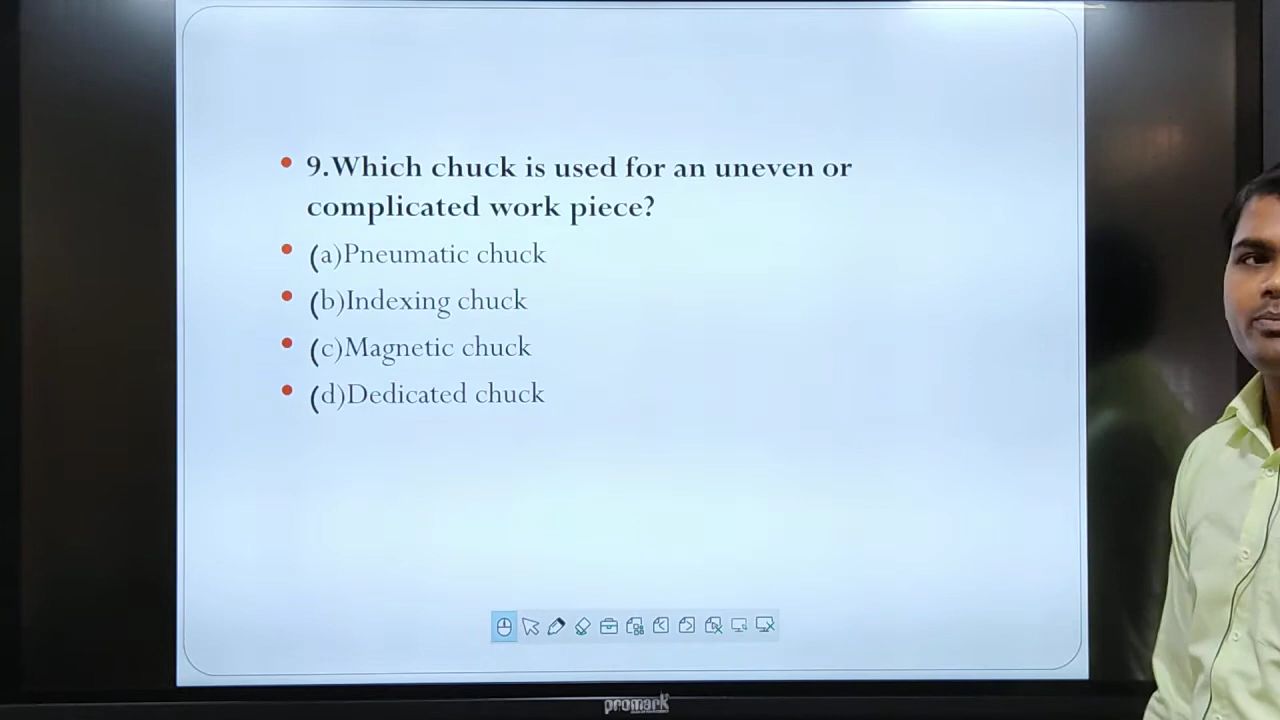 9.Which chuck is used for an uneven or
complicated work piece?
(a)Pneumatic chuck
(b)Indexing chuck
(c)Magnetic chuck
(d)Dedicated chuck
promark